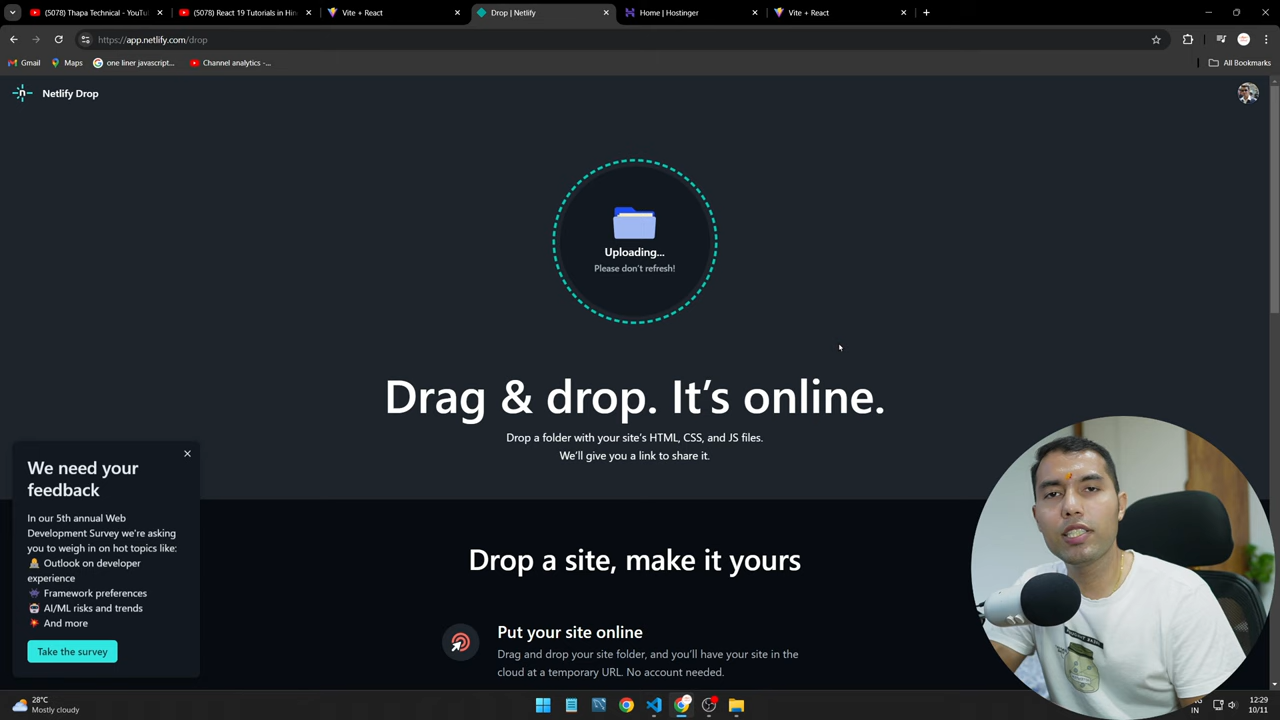 (5078) Thapa Technical - YouTu
(5078) React 19 Tutorials in Hin
Vite + React
Drop | Netlify
Home | Hostinger
Vite + React
https://app.netlify.com/drop
Gmail
Maps
one liner javascript...
Channel analytics -...
All Bookmarks
Netlify Drop
Uploading...
Please don't refresh!
Drag & drop. It's online.
Drop a folder with your site's HTML, CSS, and JS files.
We'll give you a link to share it.
We need your
feedback
In our 5th annual Web
Development Survey we're asking
you to weigh in on hot topics like:
Outlook on developer
experience
Framework preferences
AI/ML risks and trends
And more
Take the survey
Drop a site, make it yours
Put your site online
Drag and drop your site folder, and you'll have your site in the
cloud at a temporary URL. No account needed.
28°C
Mostly cloudy
IN
12:29
10/11